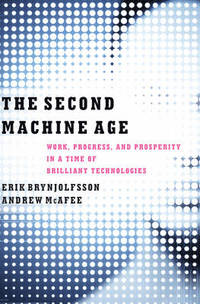 THE SECOND
MACHINE AGE
WORK, PROGRESS, AND PROSPERITY
IN A TIME OF
BRILLIANT TECHNOLOGIES
ERIK BRYNJOLFSSON
ANDREW McAFEE